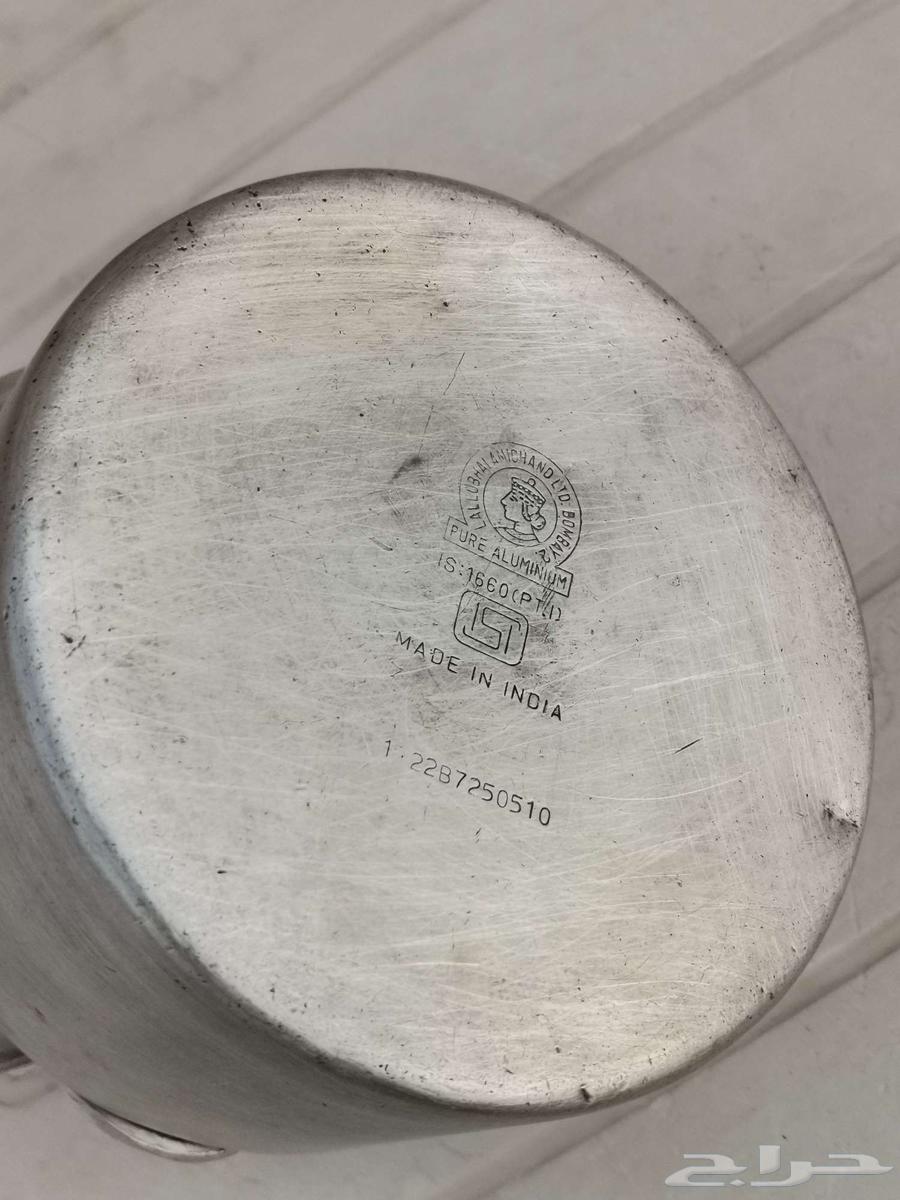 LALLUBHAI AMICHAND LTD. BOMBAY
PURE ALUMINIUM
IS:1660(PT.I)
ISI
MADE IN INDIA
1.22B7250510
حراج